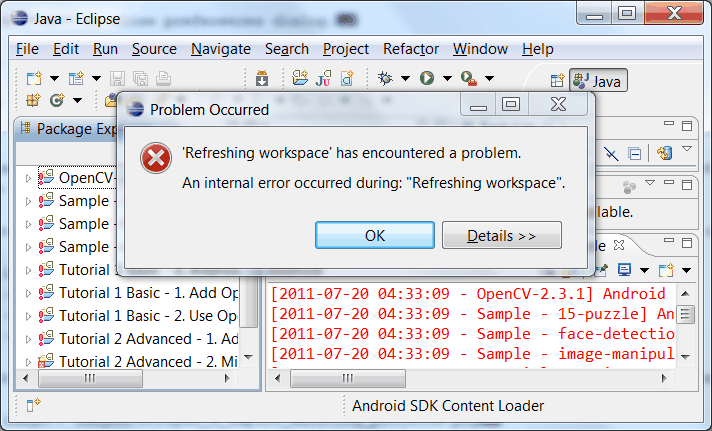 Java - Eclipse
File Edit Run Source Navigate Search Project Refactor Window Help
Java
Package Exp
Problem Occurred
'Refreshing workspace' has encountered a problem.
An internal error occurred during: "Refreshing workspace".
OK
Details >>
OpenCV-
Sample -
Sample -
Sample -
Tutorial 1 Basic - 1. Add Op
Tutorial 1 Basic - 2. Use Op
Tutorial 2 Advanced - 1. Ad
Tutorial 2 Advanced - 2. Mi
lable.
[2011-07-20 04:33:09 - OpenCV-2.3.1] Android
[2011-07-20 04:33:09 - Sample - 15-puzzle] An
[2011-07-20 04:33:09 - Sample - face-detectio
[2011-07-20 04:33:09 - Sample - image-manipul
Android SDK Content Loader